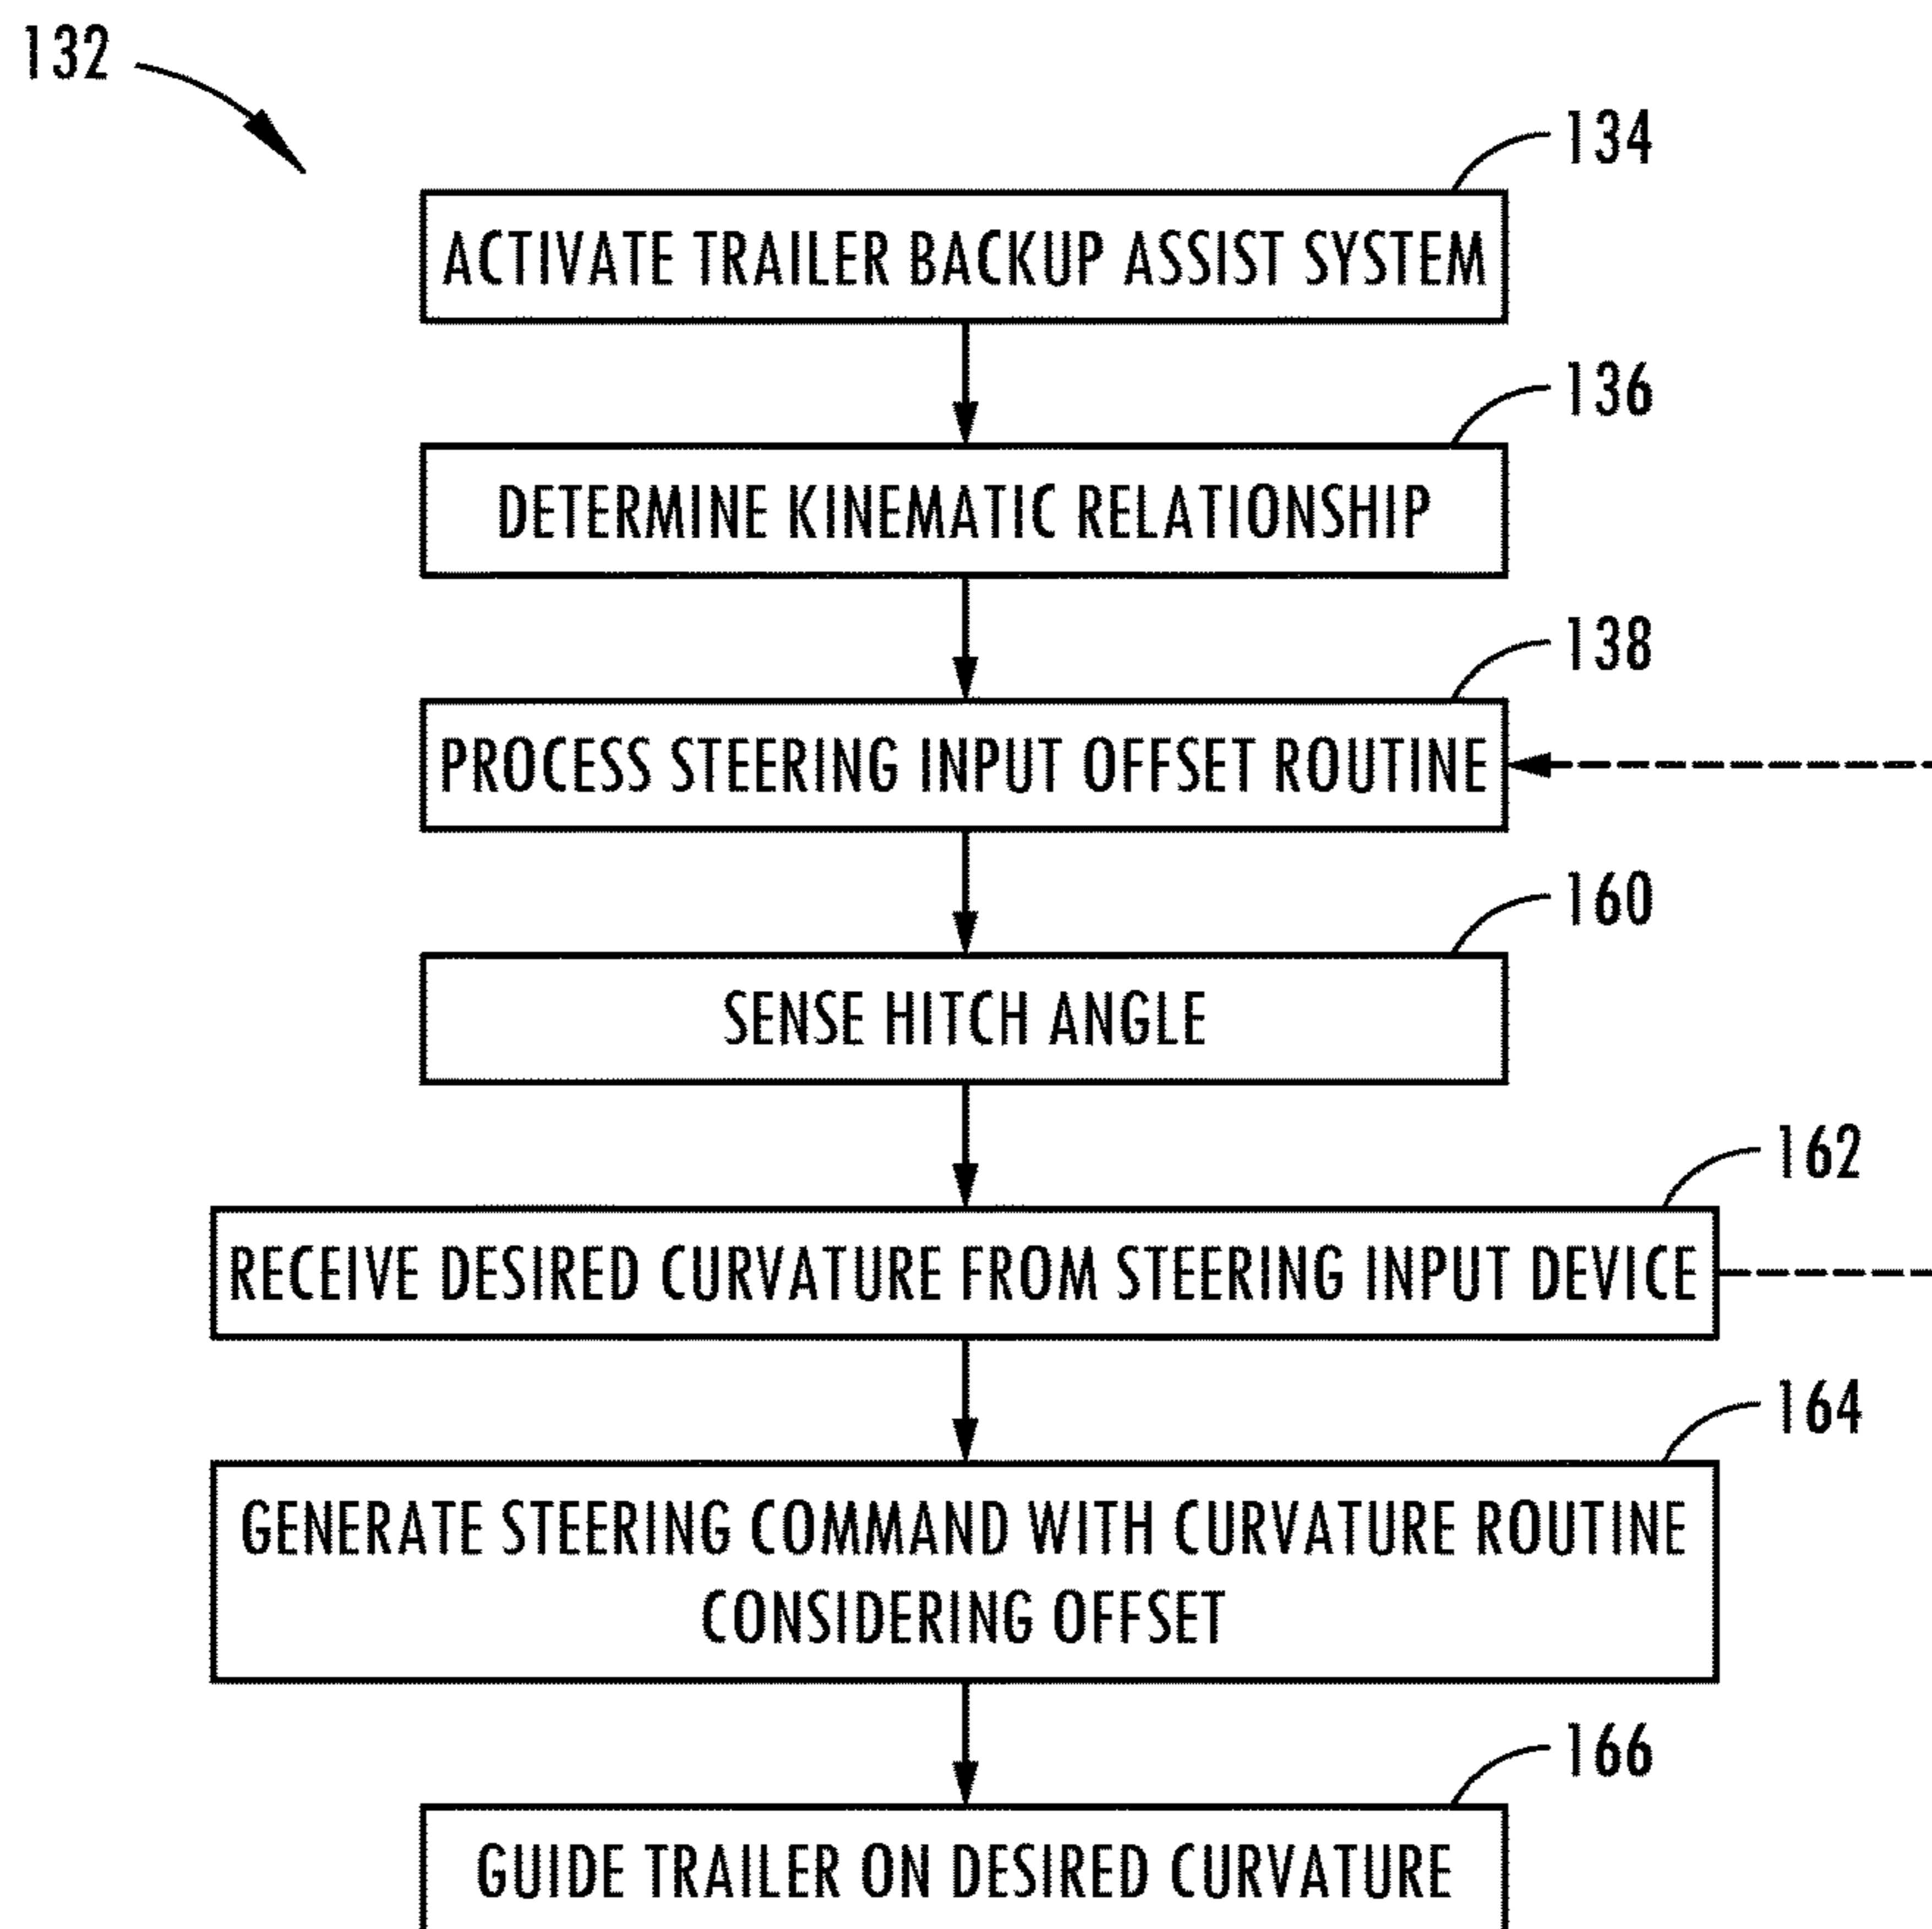 132
134
ACTIVATE TRAILER BACKUP ASSIST SYSTEM
136
DETERMINE KINEMATIC RELATIONSHIP
138
PROCESS STEERING INPUT OFFSET ROUTINE
160
SENSE HITCH ANGLE
162
RECEIVE DESIRED CURVATURE FROM STEERING INPUT DEVICE
164
GENERATE STEERING COMMAND WITH CURVATURE ROUTINE
CONSIDERING OFFSET
166
GUIDE TRAILER ON DESIRED CURVATURE